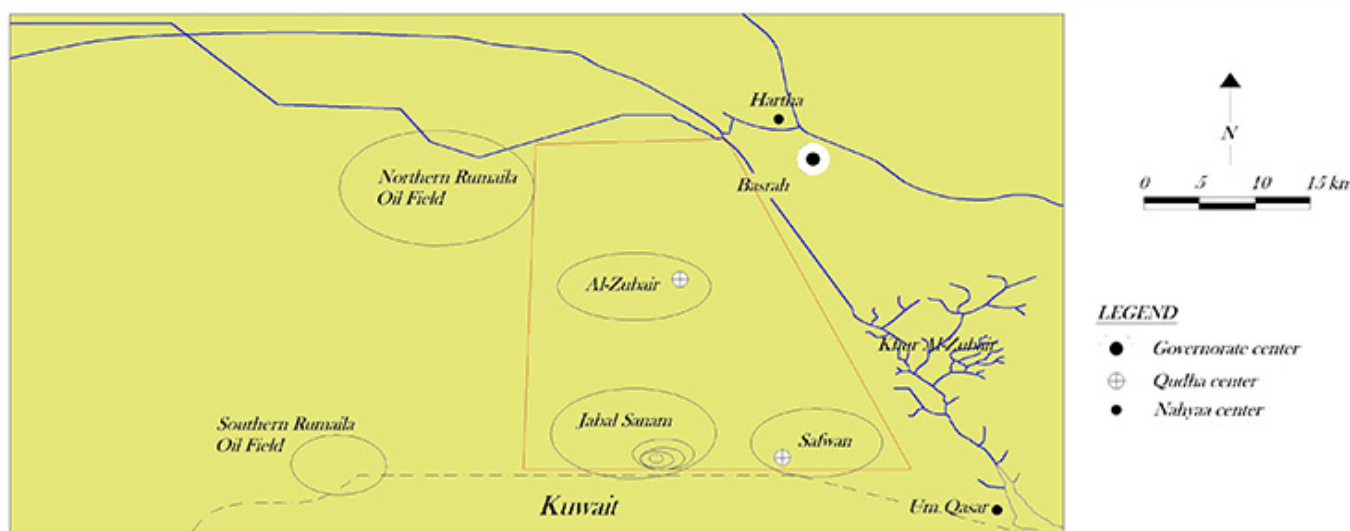 Hartha
Northern Rumaila
Oil Field
Basrah
Al-Zubair
Khur Al-Zubair
Jabal Sanam
Safwan
Southern Rumaila
Oil Field
Kuwait
Um.Qasar
N
0 5 10 15 km
LEGEND
Governorate center
Qudha center
Nahyaa center